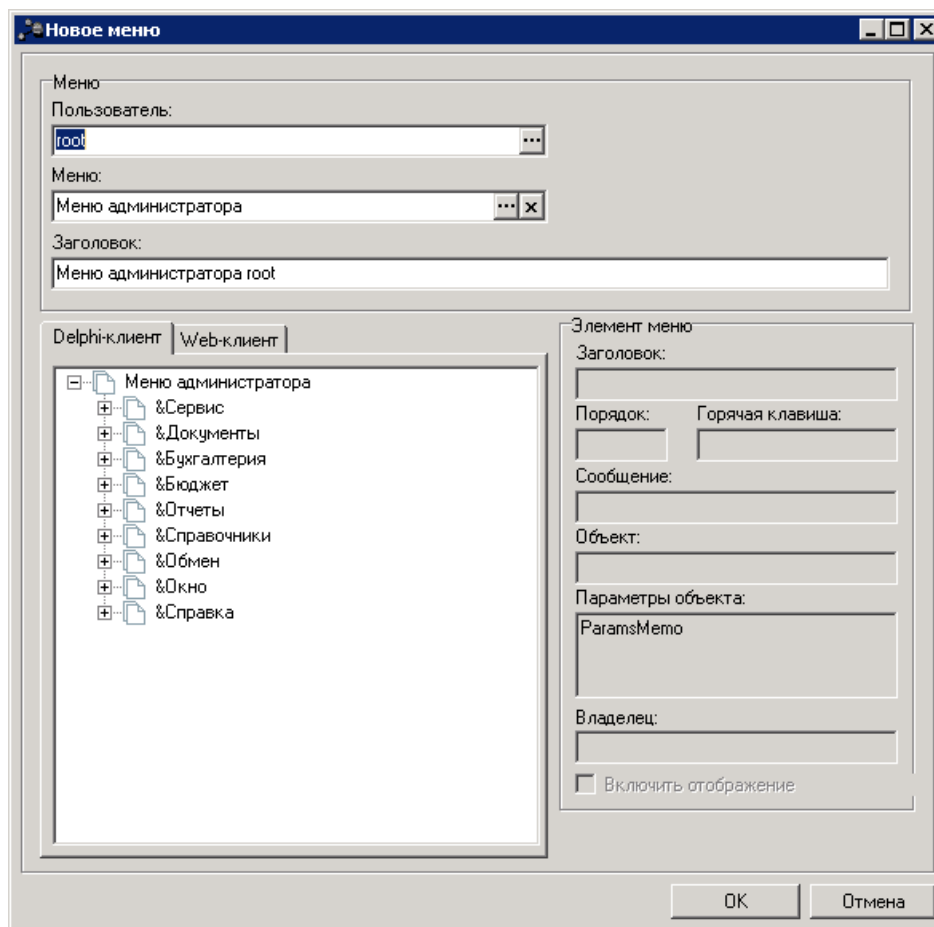 Новое меню
Меню
Пользователь:
root
Меню:
Меню администратора
Заголовок:
Меню администратора root
Delphi-клиент Web-клиент
Меню администратора
&Сервис
&Документы
&Бухгалтерия
&Бюджет
&Отчеты
&Справочники
&Обмен
&Окно
&Справка
Элемент меню
Заголовок:
Порядок: Горячая клавиша:
Сообщение:
Объект:
Параметры объекта:
ParamsMemo
Владелец:
Включить отображение
OK Отмена